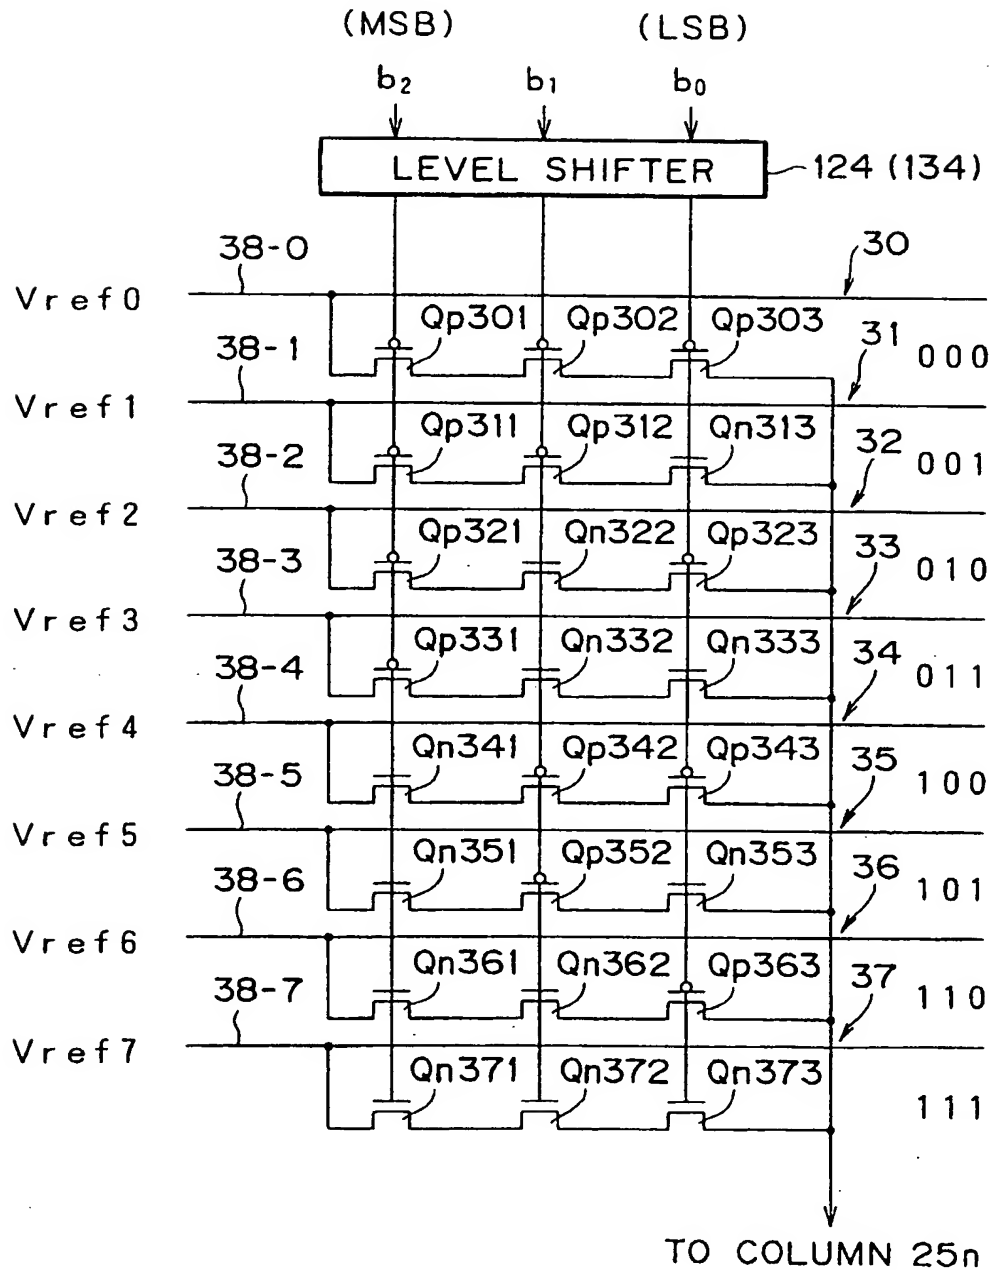 (MSB) (LSB)
b2 b1 b0
LEVEL SHIFTER 124 (134)
38-0 30
Vref0
Qp301 Qp302 Qp303
38-1 31 000
Vref1
Qp311 Qp312 Qn313
38-2 32 001
Vref2
Qp321 Qn322 Qp323
38-3 33 010
Vref3
Qp331 Qn332 Qn333
38-4 34 011
Vref4
Qn341 Qp342 Qp343
38-5 35 100
Vref5
Qn351 Qp352 Qn353
38-6 36 101
Vref6
Qn361 Qn362 Qp363
38-7 37 110
Vref7
Qn371 Qn372 Qn373
111
TO COLUMN 25n